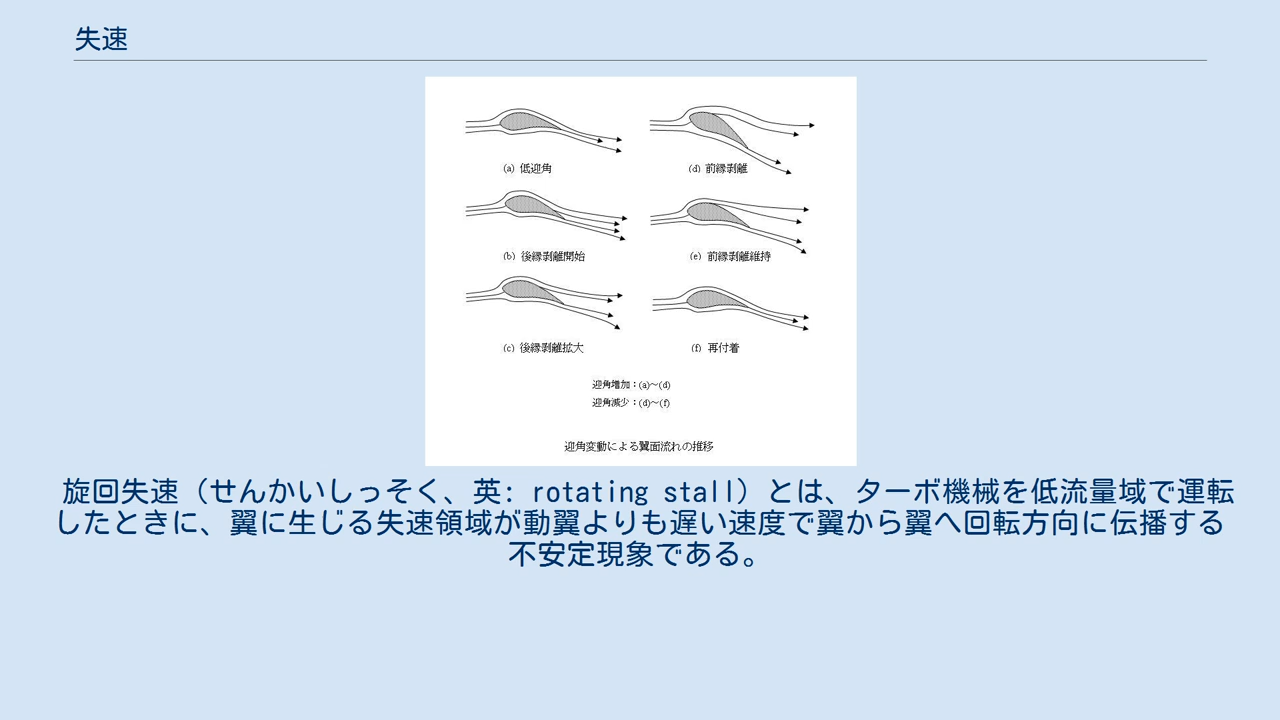 失速
(a) 低迎角
(d) 前縁剥離
(b) 後縁剥離開始
(e) 前縁剥離維持
(c) 後縁剥離拡大
(f) 再付着
迎角増加：(a)～(d)
迎角減少：(d)～(f)
迎角変動による翼面流れの推移
旋回失速（せんかいしっそく、英: rotating stall）とは、ターボ機械を低流量域で運転
したときに、翼に生じる失速領域が動翼よりも遅い速度で翼から翼へ回転方向に伝播する
不安定現象である。